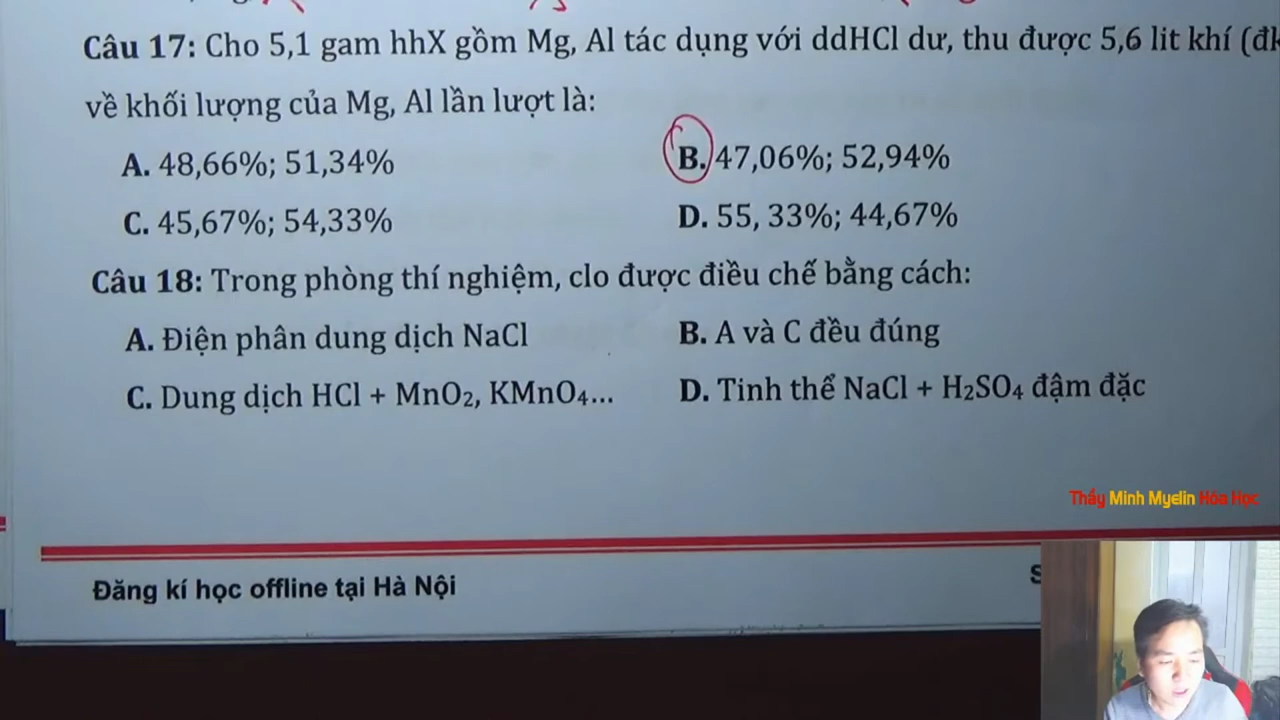 Câu 17: Cho 5,1 gam hhX gồm Mg, Al tác dụng với ddHCl dư, thu được 5,6 lit khí (đk
về khối lượng của Mg, Al lần lượt là:
A. 48,66%; 51,34% B. 47,06%; 52,94%
C. 45,67%; 54,33% D. 55, 33%; 44,67%
Câu 18: Trong phòng thí nghiệm, clo được điều chế bằng cách:
A. Điện phân dung dịch NaCl B. A và C đều đúng
C. Dung dịch HCl + MnO₂, KMnO₄... D. Tinh thể NaCl + H₂SO₄ đậm đặc
Thầy Minh Myelin Hóa Học
Đăng kí học offline tại Hà Nội S